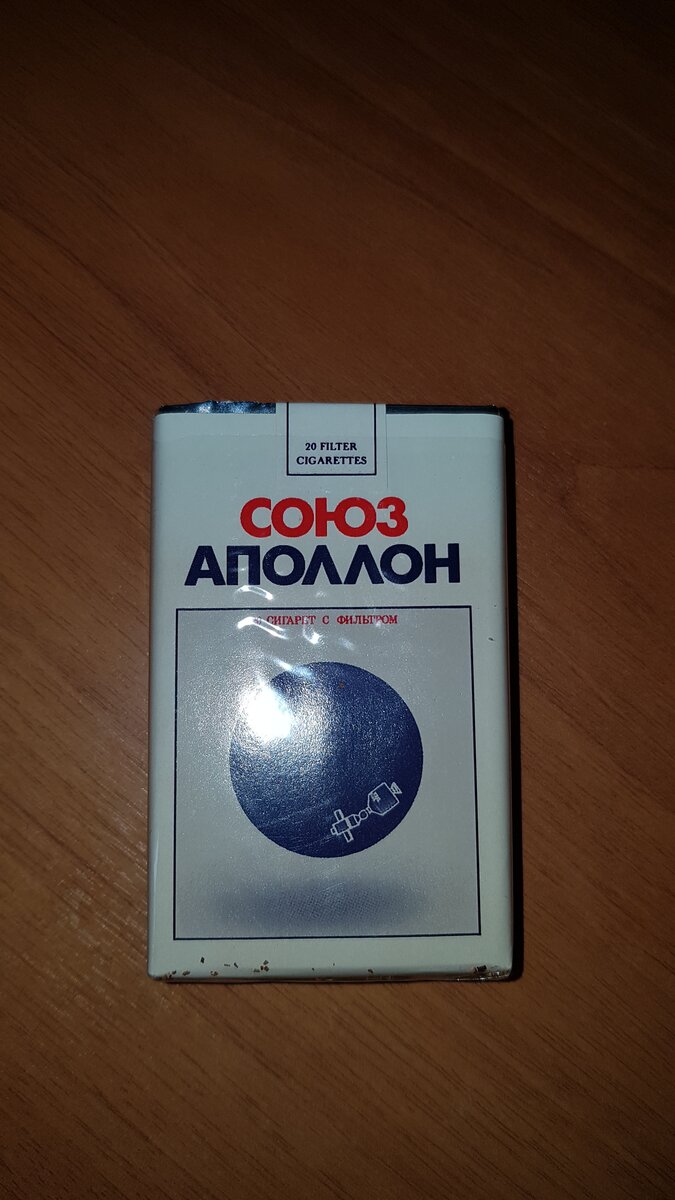 20 FILTER
CIGARETTES
СОЮЗ
АПОЛЛОН
СИГАРЕТ С ФИЛЬТРОМ